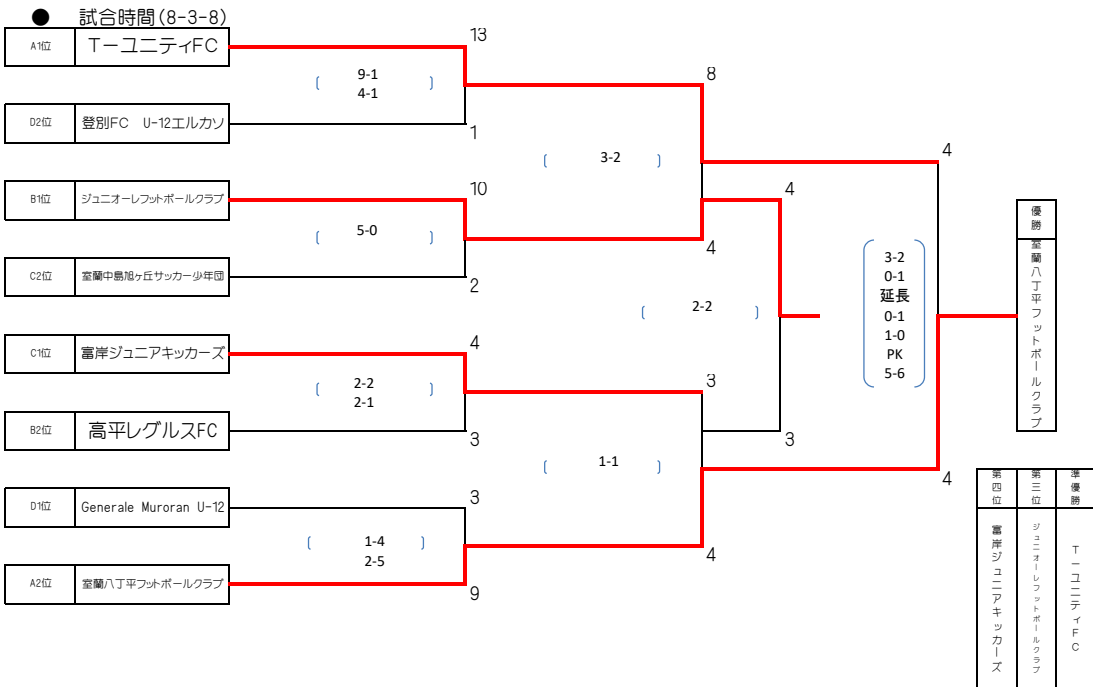 ● 試合時間(8-3-8)
A1位 TーユニティFC
D2位 登別FC U-12エルカソ
B1位 ジュニオーレフットボールクラブ
C2位 室蘭中島旭ヶ丘サッカー少年団
C1位 富岸ジュニアキッカーズ
B2位 高平レグルスFC
D1位 Generale Muroran U-12
A2位 室蘭八丁平フットボールクラブ
13
( 9-1 )
4-1
1
10
( 5-0 )
2
4
( 2-2 )
2-1
3
3
( 1-4 )
2-5
9
8
( 3-2 )
4
3
( 1-1 )
4
4
( 2-2 )
3
4
3-2
0-1
延長
0-1
1-0
PK
5-6
4
優勝
室蘭八丁平フットボールクラブ
準優勝
TーユニティFC
第三位
ジュニオーレフットボールクラブ
第四位
富岸ジュニアキッカーズ